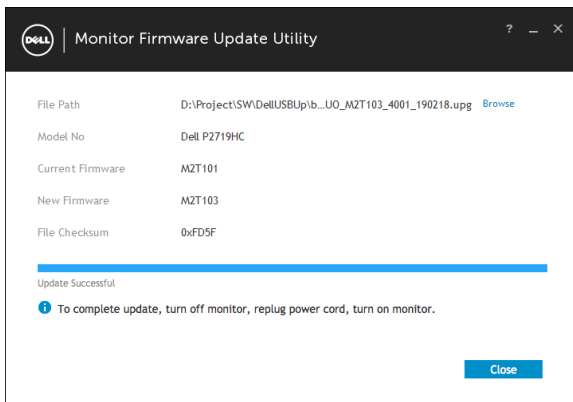 DELL Monitor Firmware Update Utility ?
File Path D:\Project\SW\DellUSBUp\b...UO_M2T103_4001_190218.upg Browse
Model No Dell P2719HC
Current Firmware M2T101
New Firmware M2T103
File Checksum 0xFD5F
Update Successful
To complete update, turn off monitor, replug power cord, turn on monitor.
Close